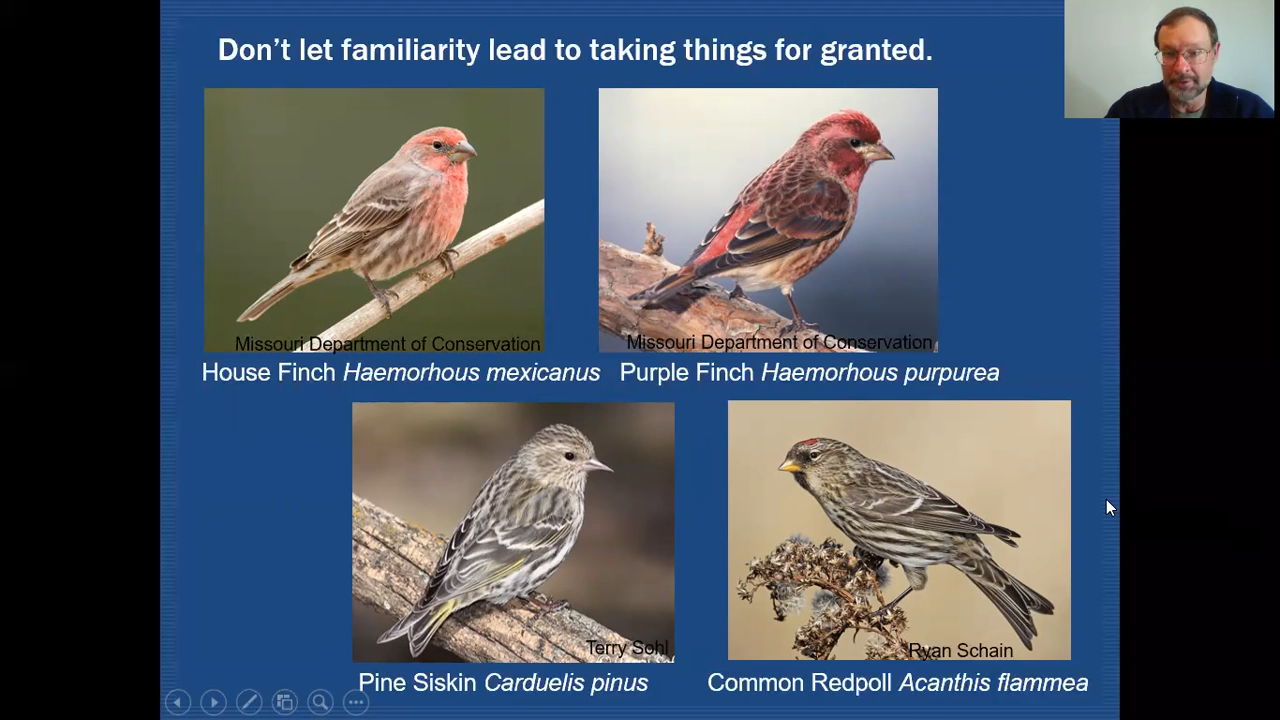 Don't let familiarity lead to taking things for granted.
Missouri Department of Conservation
Missouri Department of Conservation
House Finch Haemorhous mexicanus
Purple Finch Haemorhous purpurea
Terry Sohl
Ryan Schain
Pine Siskin Carduelis pinus
Common Redpoll Acanthis flammea